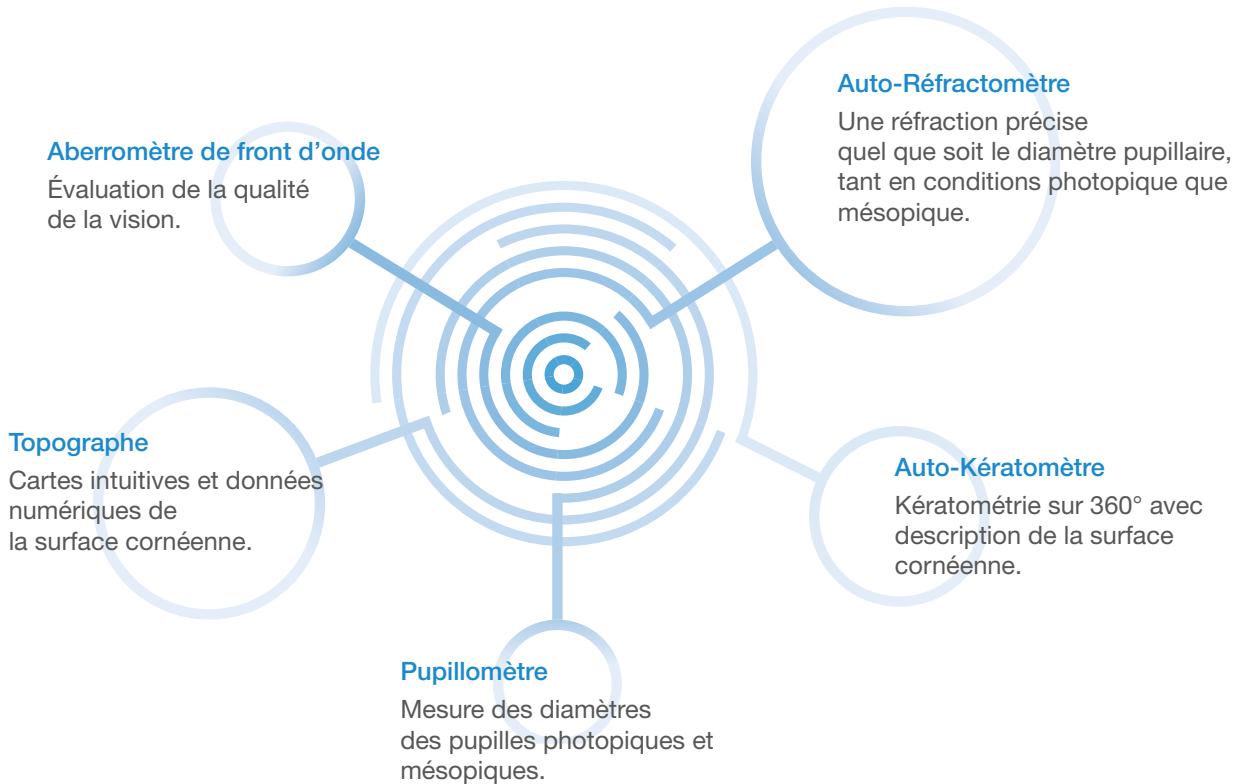 Auto-Réfractomètre
Une réfraction précise
quel que soit le diamètre pupillaire,
tant en conditions photopique que
mésopique.
Aberromètre de front d’onde
Évaluation de la qualité
de la vision.
Topographe
Cartes intuitives et données
numériques de
la surface cornéenne.
Auto-Kératomètre
Kératométrie sur 360° avec
description de la surface
cornéenne.
Pupillomètre
Mesure des diamètres
des pupilles photopiques et
mésopiques.